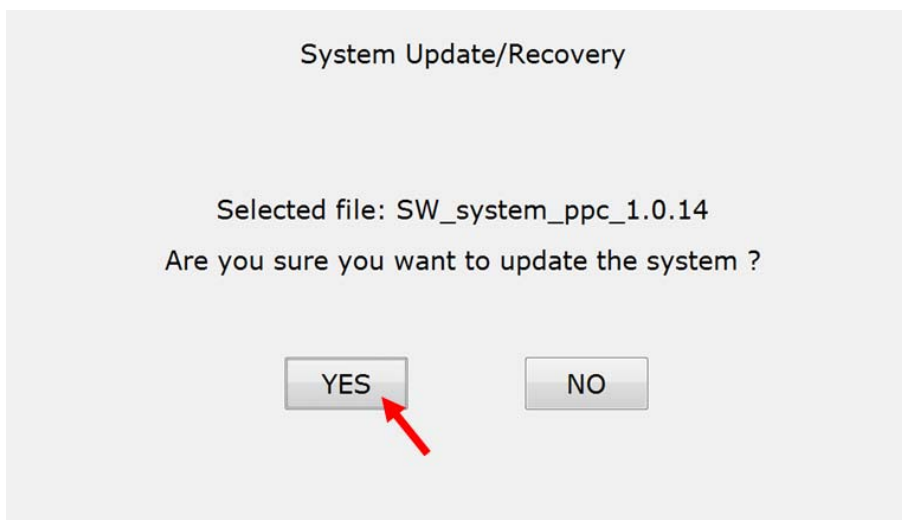 System Update/Recovery
Selected file: SW_system_ppc_1.0.14
Are you sure you want to update the system ?
YES NO